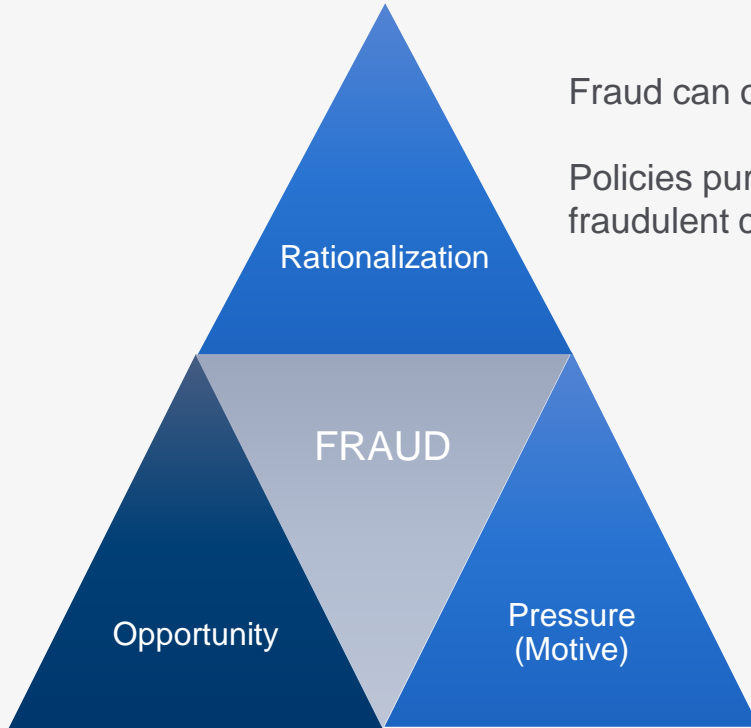 Fraud can
Policies
fraudulent
Rationalization
FRAUD
Opportunity
Pressure
(Motive)